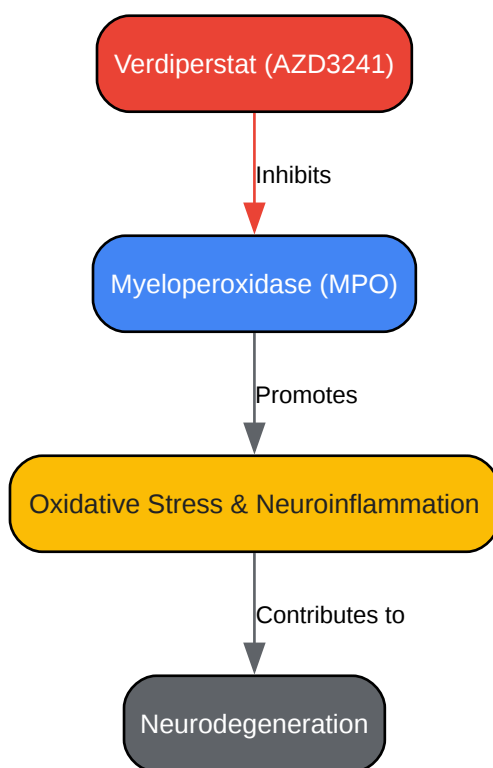 Verdiperstat (AZD3241)
Inhibits
Myeloperoxidase (MPO)
Promotes
Oxidative Stress & Neuroinflammation
Contributes to
Neurodegeneration